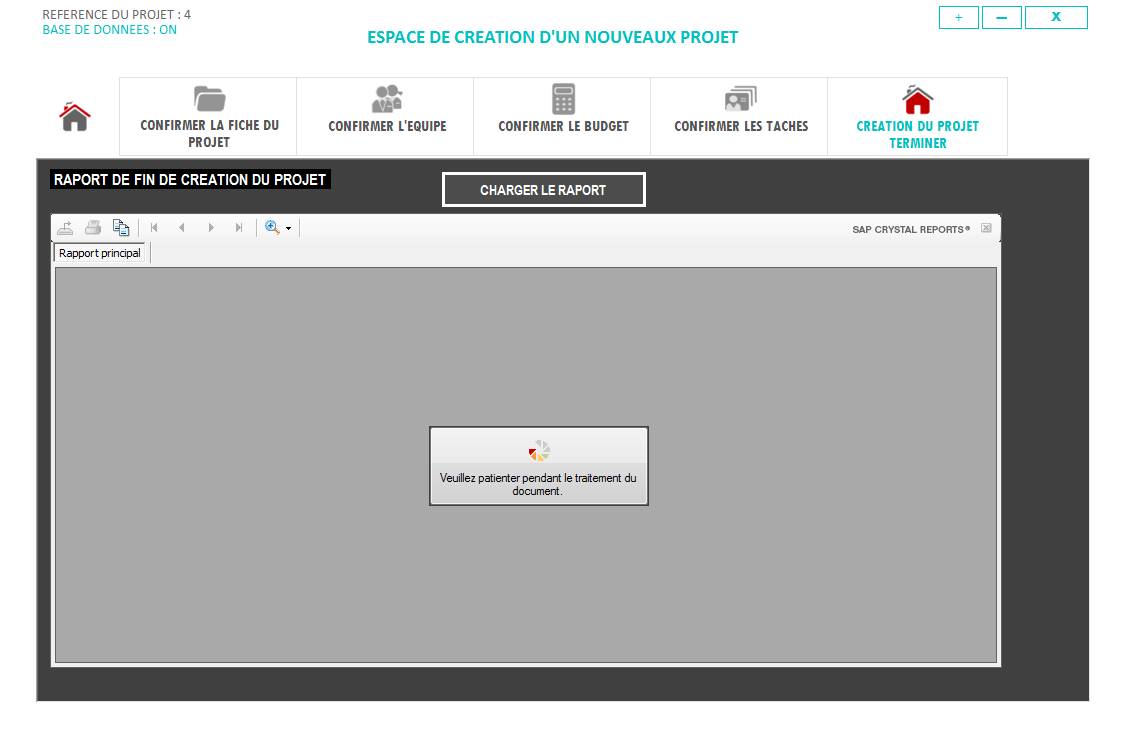 REFERENCE DU PROJET : 4
BASE DE DONNEES : ON
ESPACE DE CREATION D'UN NOUVEAUX PROJET
+
–
X
CONFIRMER LA FICHE DU
PROJET
CONFIRMER L'EQUIPE
CONFIRMER LE BUDGET
CONFIRMER LES TACHES
CREATION DU PROJET
TERMINER
RAPORT DE FIN DE CREATION DU PROJET
CHARGER LE RAPORT
SAP CRYSTAL REPORTS®
Rapport principal
Veuillez patienter pendant le traitement du
document.